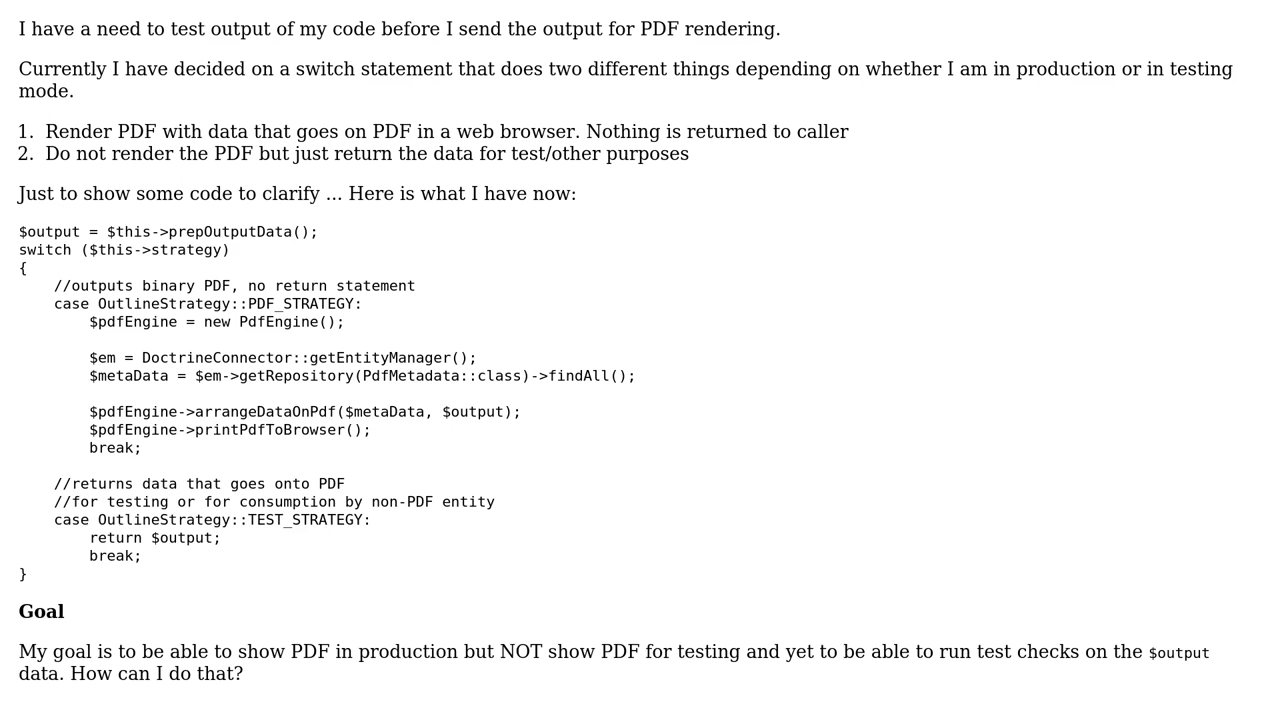 I have a need to test output of my code before I send the output for PDF rendering.
Currently I have decided on a switch statement that does two different things depending on whether I am in production or in testing
mode.
1. Render PDF with data that goes on PDF in a web browser. Nothing is returned to caller
2. Do not render the PDF but just return the data for test/other purposes
Just to show some code to clarify ... Here is what I have now:
$output = $this->prepOutputData();
switch ($this->strategy)
{
    //outputs binary PDF, no return statement
    case OutlineStrategy::PDF_STRATEGY:
        $pdfEngine = new PdfEngine();
        $em = DoctrineConnector::getEntityManager();
        $metaData = $em->getRepository(PdfMetadata::class)->findAll();
        $pdfEngine->arrangeDataOnPdf($metaData, $output);
        $pdfEngine->printPdfToBrowser();
        break;
    //returns data that goes onto PDF
    //for testing or for consumption by non-PDF entity
    case OutlineStrategy::TEST_STRATEGY:
        return $output;
        break;
}
Goal
My goal is to be able to show PDF in production but NOT show PDF for testing and yet to be able to run test checks on the $output
data. How can I do that?